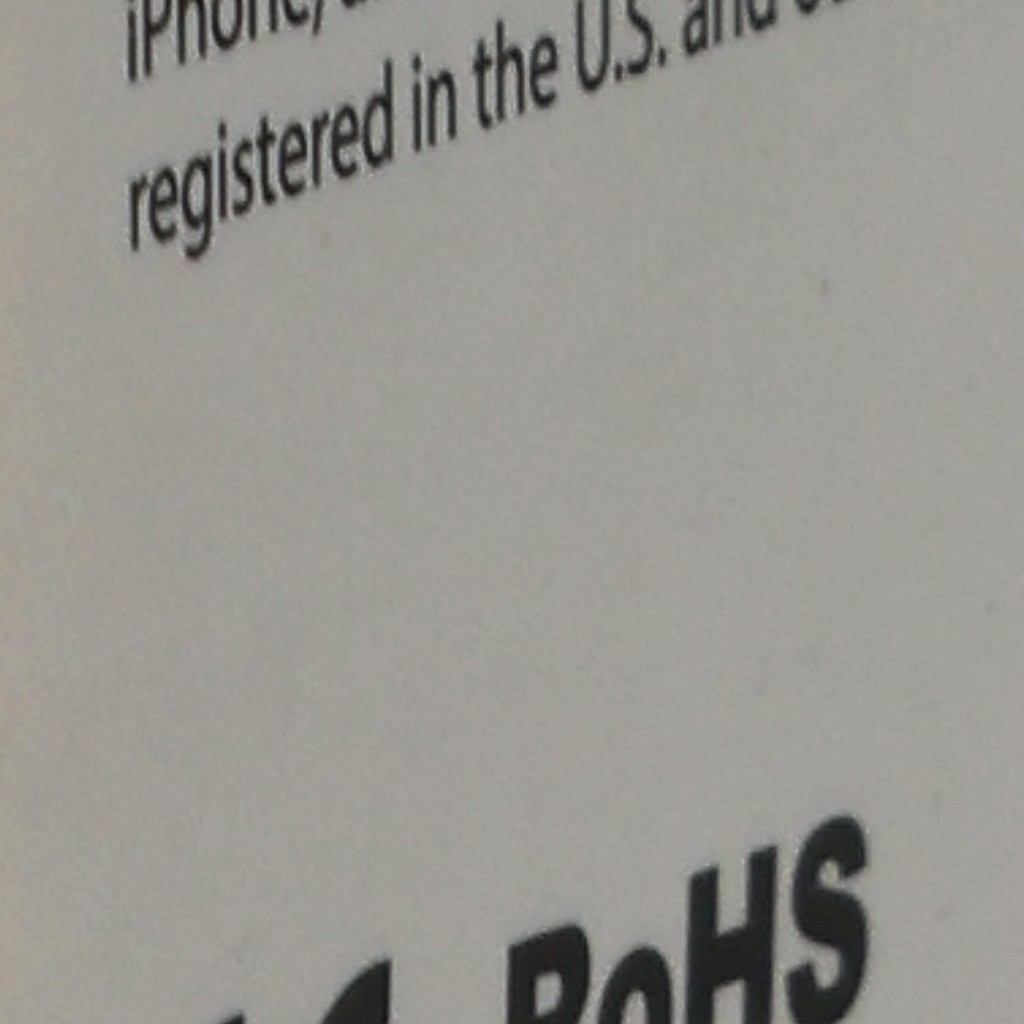 iPhone,
registered in the U.S. and
RoHS